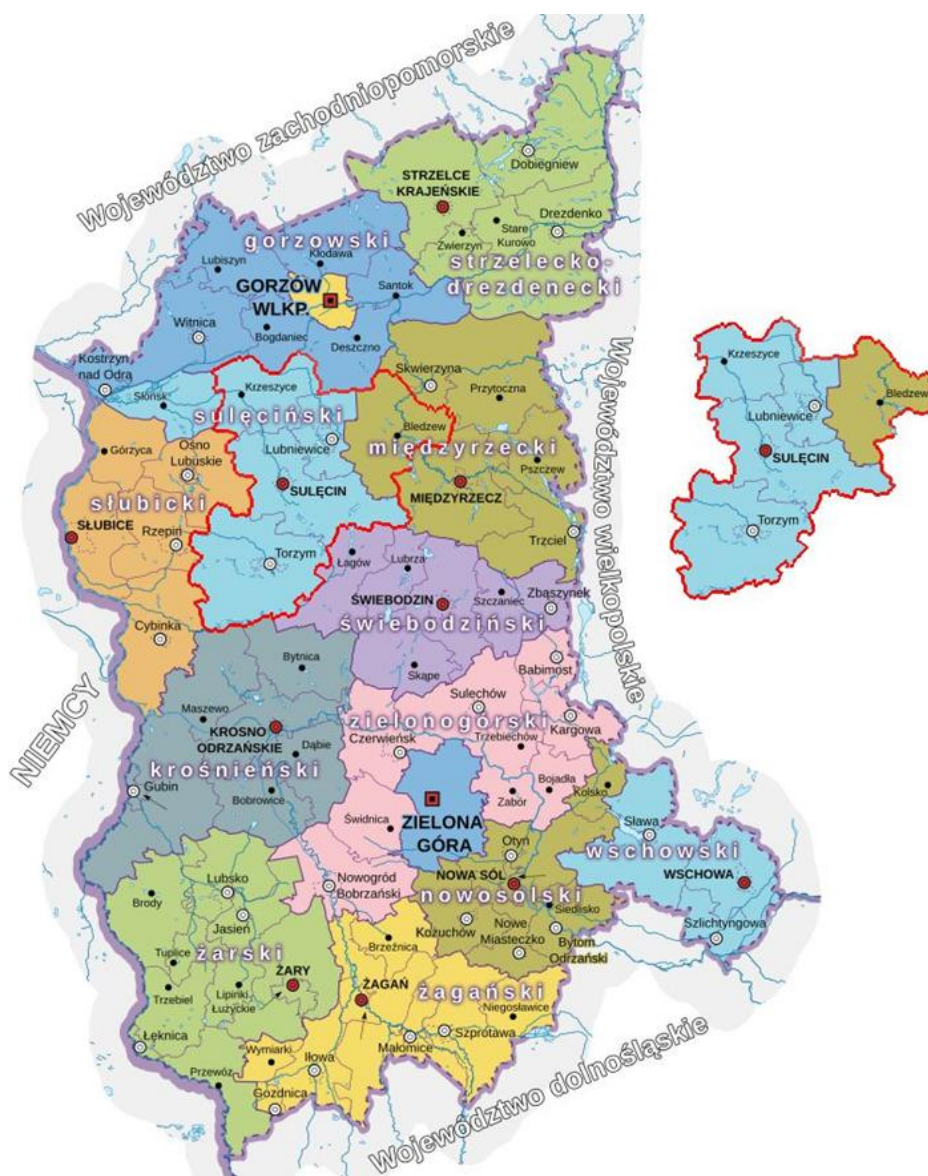 Województwo zachodniopomorskie
Dobiegniew
STRZELCE
KRAJEŃSKIE
Drezdenko
Stare
Kurowo
Zwierzyn
strzelecko-
drezdenecki
gorzowski
Kłodawa
Lubiszyn
GORZÓW
WLKP.
Santok
Witnica
Bogdaniec
Deszczno
Kostrzyn
nad Odrą
Skwierzyna
Przytoczna
Słońsk
Krzeszyce
sulęciński
Bledzew
Lubniewice
międzyrzecki
Górzyca
Ośno
Lubuskie
Pszczew
SULĘCIN
MIĘDZYRZECZ
słubicki
SŁUBICE
Rzepin
Trzciel
Torzym
Łagów
Lubrza
Województwo wielkopolskie
ŚWIEBODZIN
Szczaniec
Zbąszynek
świebodziński
Cybinka
Bytnica
Skąpe
Babimost
NIEMCY
Maszewo
Sulechów
KROSNO
ODRZAŃSKIE
zielonogórski
Kargowa
Czerwieńsk
Trzebiechów
Dąbie
krośnieński
Gubin
Bobrowice
Bojadła
Zabór
Kolsko
Świdnica
ZIELONA
GÓRA
Sława
Otyń
wschowski
WSCHOWA
Nowogród
Bobrzański
NOWA SÓL
nowosolski
Siedlisko
Lubsko
Brody
Jasień
Kożuchów
Nowe
Miasteczko
Bytom
Odrzański
Szlichtyngowa
Brzeźnica
żarski
Tuplice
ŻARY
ŻAGAŃ
żagański
Trzebiel
Lipinki
Łużyckie
Niegosławice
Szprotawa
Łęknica
Małomice
Wymiarki
Iłowa
Przewóz
Gozdnica
Województwo dolnośląskie
Krzeszyce
Bledzew
Lubniewice
SULĘCIN
Torzym